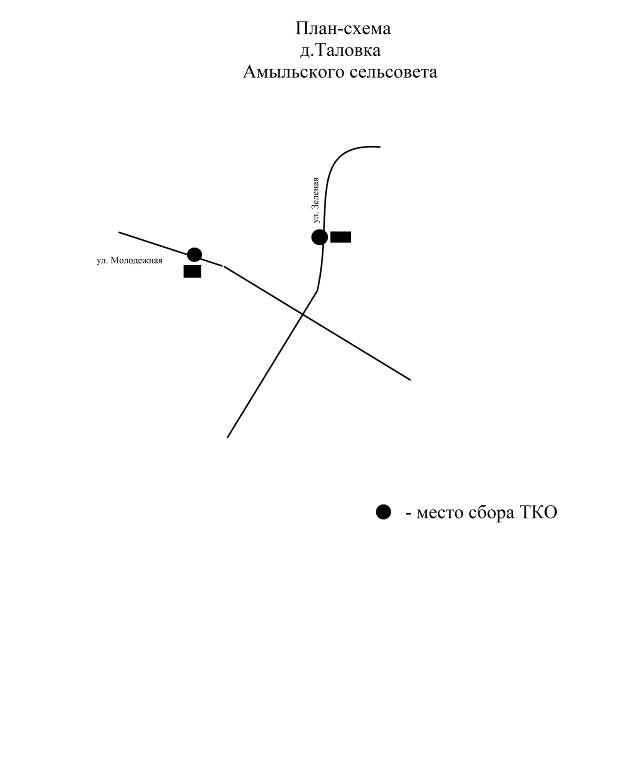 План-схема
д.Таловка
Амыльского сельсовета
ул. Зеленая
ул. Молодежная
- место сбора ТКО